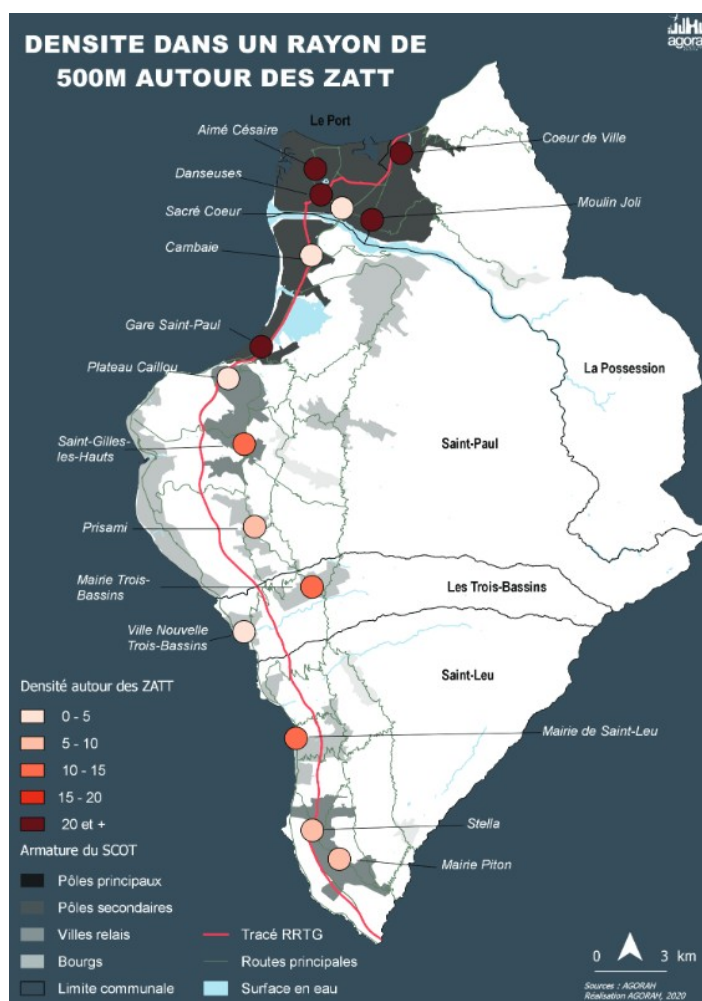 agorah
DENSITE DANS UN RAYON DE
500M AUTOUR DES ZATT
Le Port
Aimé Césaire
Coeur de Ville
Danseuses
Sacré Coeur
Moulin Joli
Cambaie
Gare Saint-Paul
Plateau Caillou
La Possession
Saint-Gilles-
les-Hauts
Saint-Paul
Prisami
Mairie Trois-
Bassins
Les Trois-Bassins
Ville Nouvelle
Trois-Bassins
Saint-Leu
Mairie de Saint-Leu
Stella
Mairie Piton
Densité autour des ZATT
0 - 5
5 - 10
10 - 15
15 - 20
20 et +
Armature du SCOT
Pôles principaux
Pôles secondaires
Villes relais
Bourgs
Limite communale
Tracé RRTG
Routes principales
Surface en eau
0 3 km
Sources : AGORAH
Réalisation AGORAH, 2020